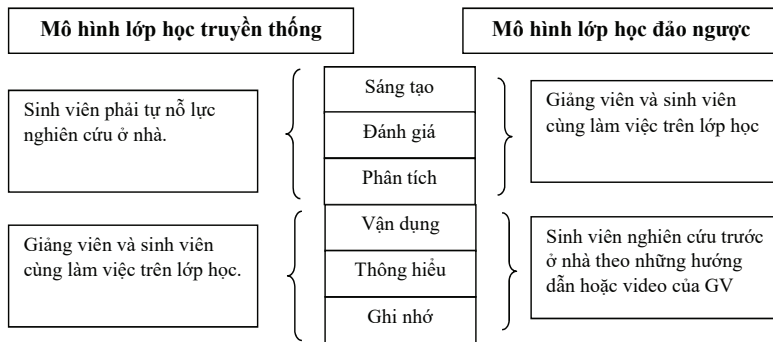 Mô hình lớp học truyền thống
Mô hình lớp học đảo ngược
Sinh viên phải tự nỗ lực
nghiên cứu ở nhà.
Sáng tạo
Đánh giá
Phân tích
Giảng viên và sinh viên
cùng làm việc trên lớp học
Giảng viên và sinh viên
cùng làm việc trên lớp học.
Vận dụng
Thông hiểu
Ghi nhớ
Sinh viên nghiên cứu trước
ở nhà theo những hướng
dẫn hoặc video của GV